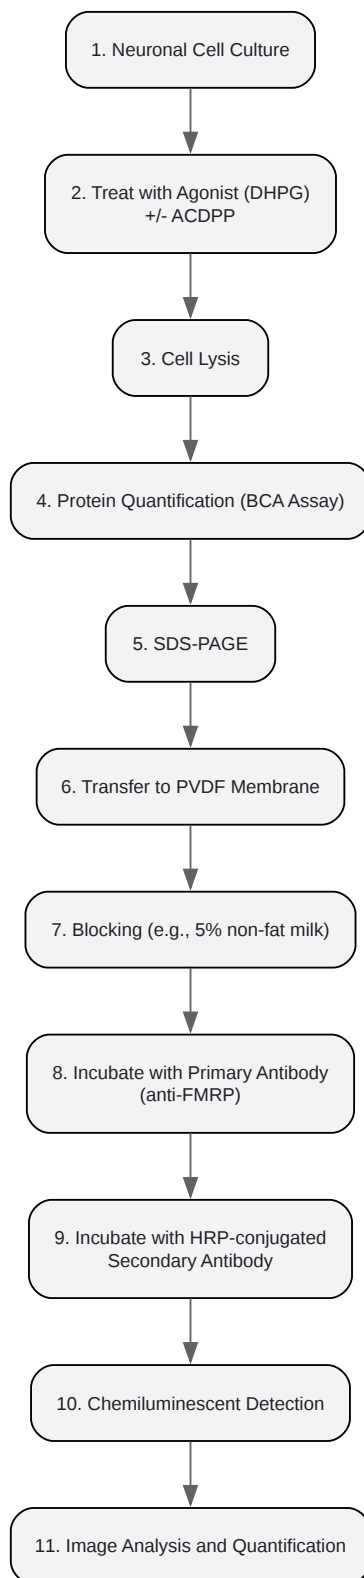 1. Neuronal Cell Culture
2. Treat with Agonist (DHPG)
+/- ACDPP
3. Cell Lysis
4. Protein Quantification (BCA Assay)
5. SDS-PAGE
6. Transfer to PVDF Membrane
7. Blocking (e.g., 5% non-fat milk)
8. Incubate with Primary Antibody
(anti-FMRP)
9. Incubate with HRP-conjugated
Secondary Antibody
10. Chemiluminescent Detection
11. Image Analysis and Quantification